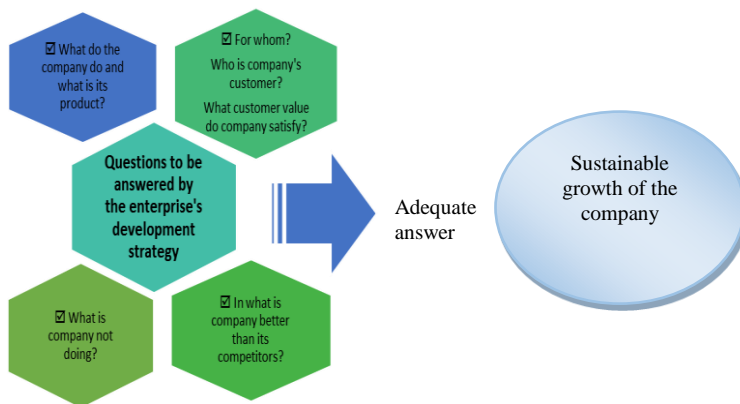 ☑ What do the
company do and
what is its
product?
☑ For whom?
Who is company's
customer?
What customer value
do company satisfy?
Questions to be
answered by
the enterprise's
development
strategy
☑ What is
company not
doing?
☑ In what is
company better
than its
competitors?
Adequate
answer
Sustainable
growth of the
company